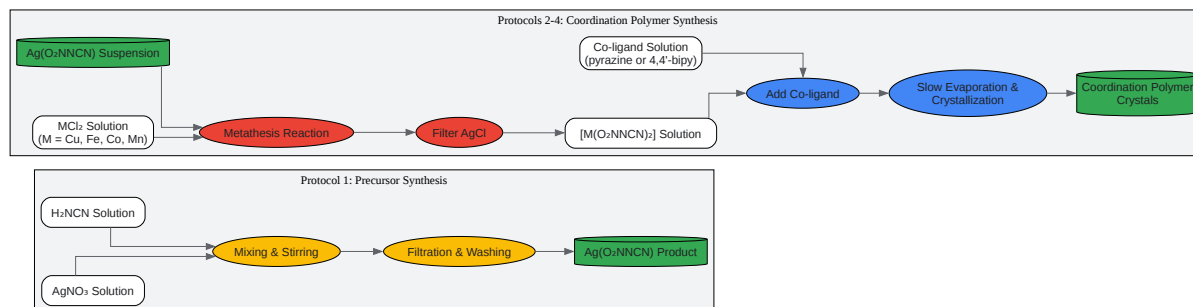 Protocols 2-4: Coordination Polymer Synthesis
Ag(O₂NNCN) Suspension
MCl₂ Solution
(M = Cu, Fe, Co, Mn)
Metathesis Reaction
Filter AgCl
[M(O₂NNCN)₂] Solution
Co-ligand Solution
(pyrazine or 4,4'-bipy)
Add Co-ligand
Slow Evaporation &
Crystallization
Coordination Polymer
Crystals
Protocol 1: Precursor Synthesis
H₂NCN Solution
AgNO₃ Solution
Mixing & Stirring
Filtration & Washing
Ag(O₂NNCN) Product